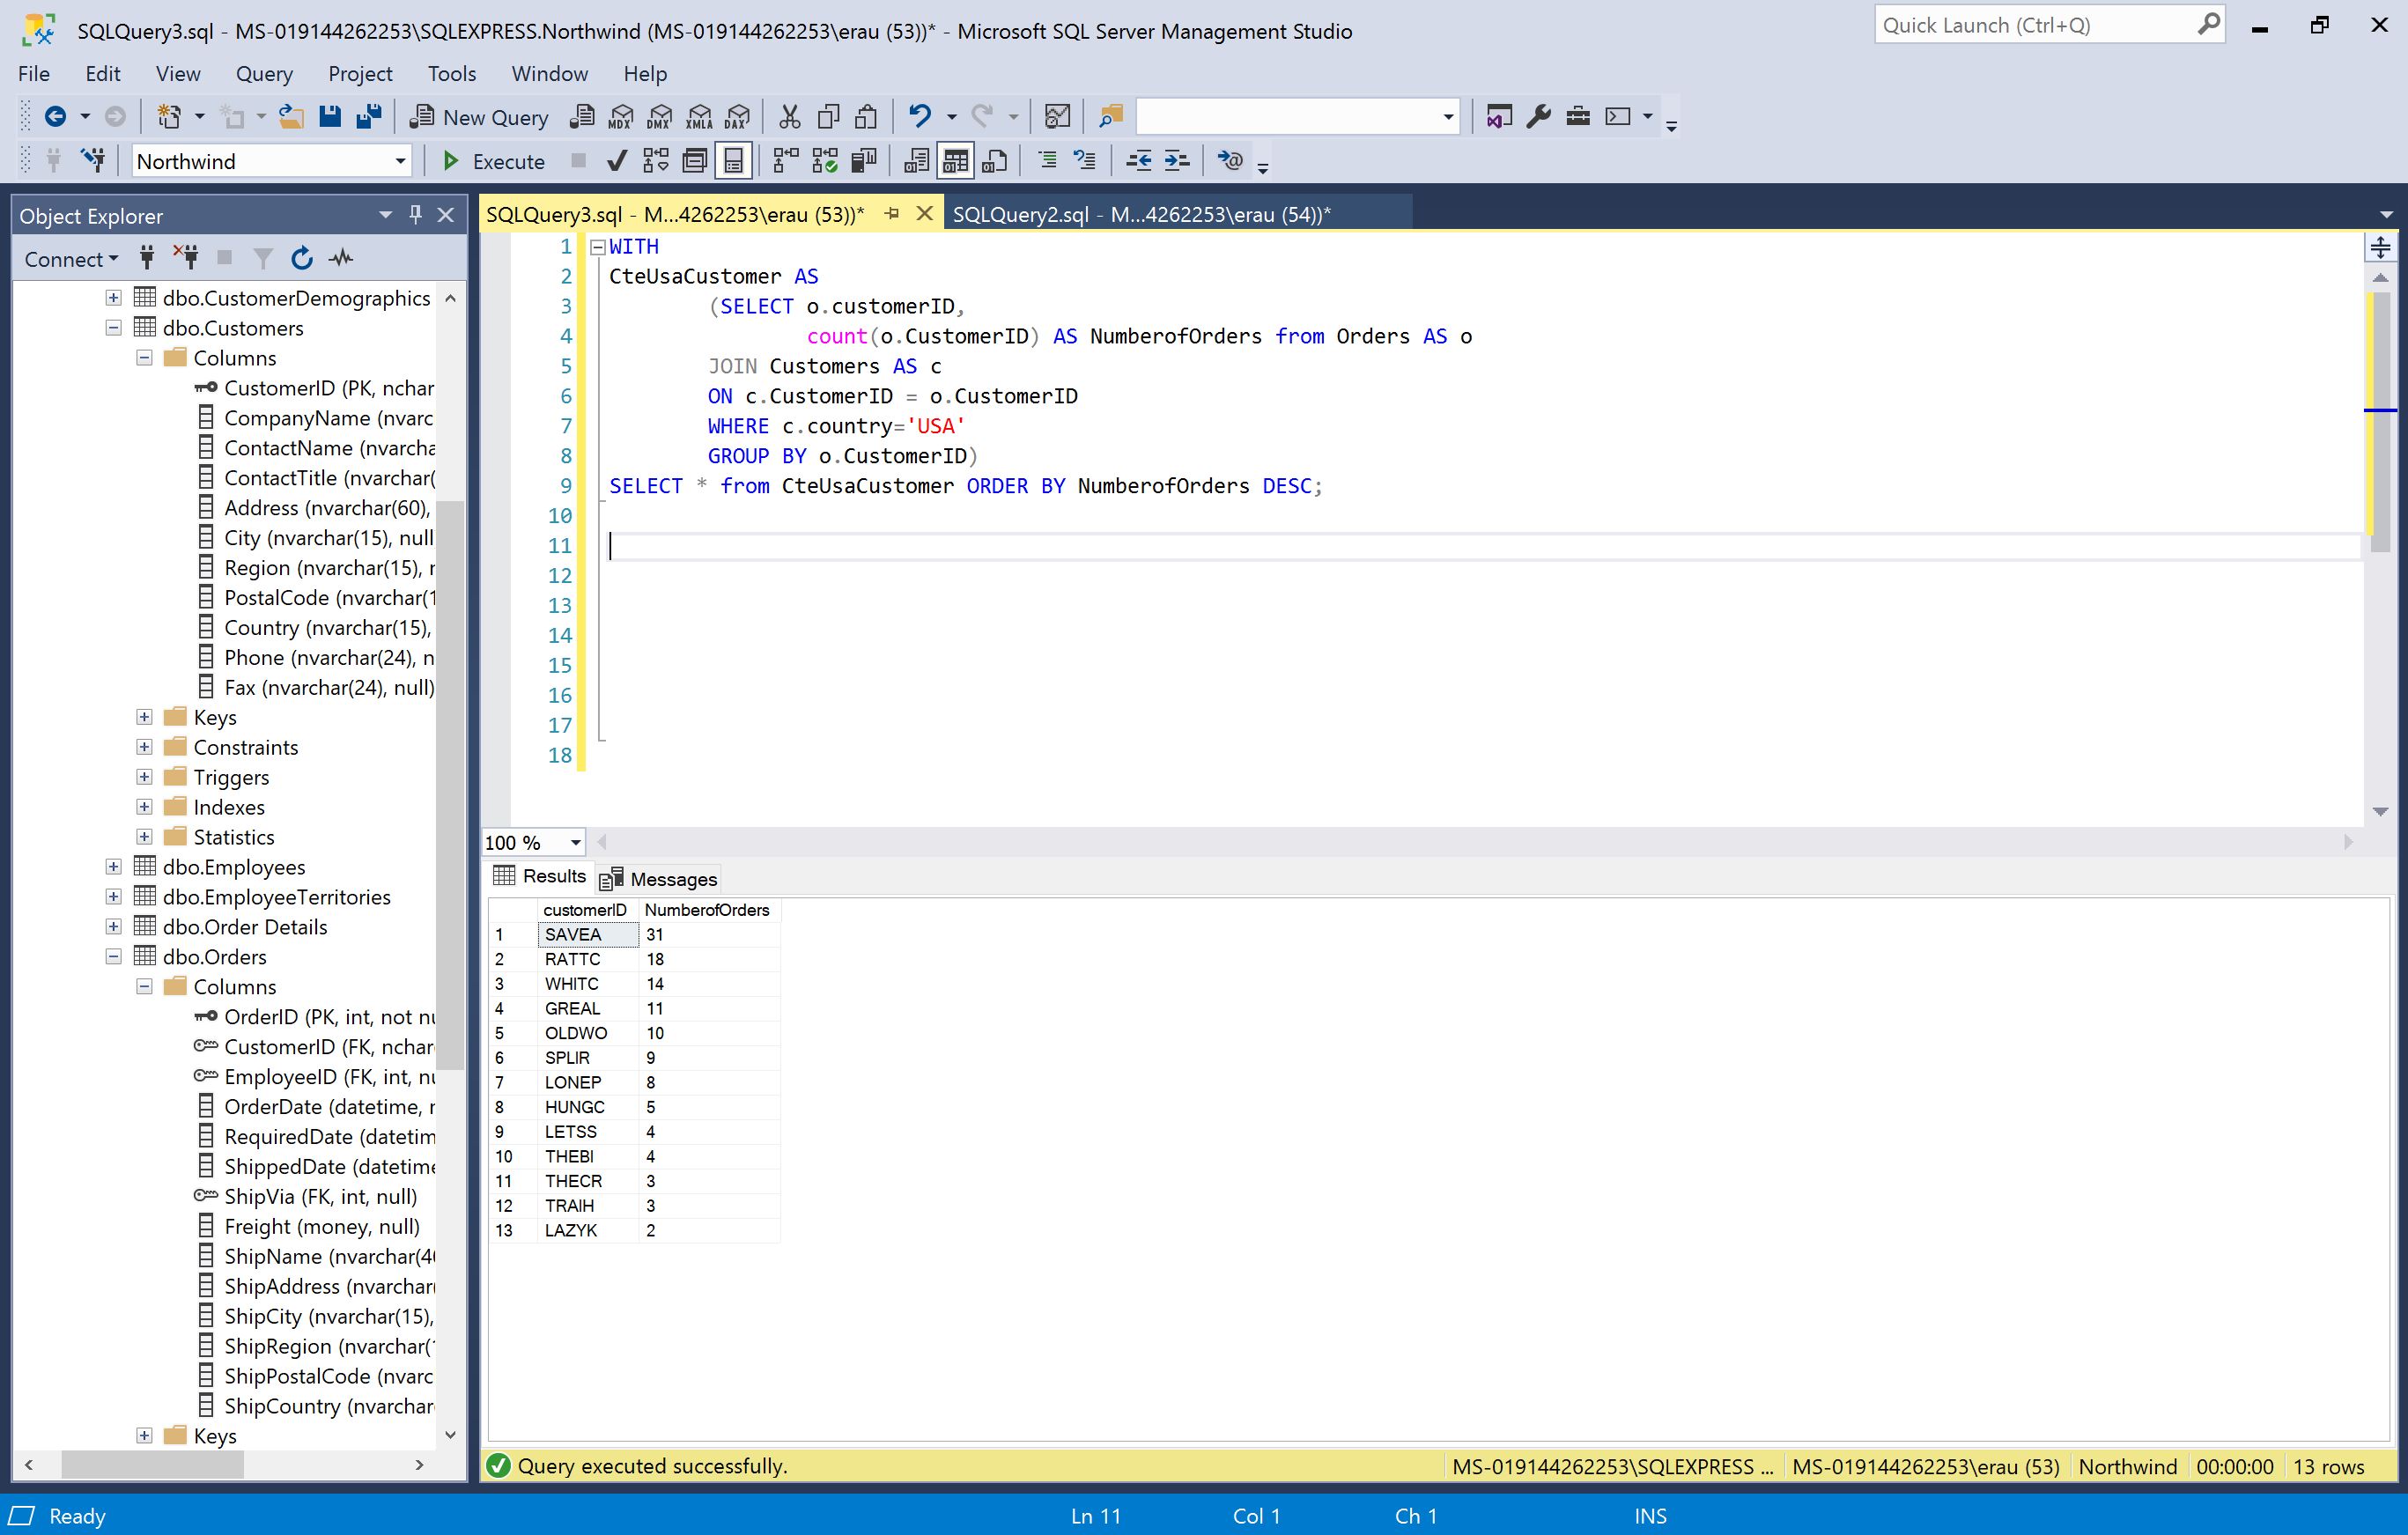 SQLQuery3.sql - MS-019144262253\SQLEXPRESS.Northwind (MS-019144262253\erau (53))* - Microsoft SQL Server Management Studio
Quick Launch (Ctrl+Q)
File Edit View Query Project Tools Window Help
New Query MDX DMX XMLA DAX
Northwind Execute
Object Explorer
Connect
dbo.CustomerDemographics
dbo.Customers
Columns
CustomerID (PK, nchar
CompanyName (nvarc
ContactName (nvarcha
ContactTitle (nvarchar(
Address (nvarchar(60),
City (nvarchar(15), null
Region (nvarchar(15), r
PostalCode (nvarchar(1
Country (nvarchar(15),
Phone (nvarchar(24), n
Fax (nvarchar(24), null)
Keys
Constraints
Triggers
Indexes
Statistics
dbo.Employees
dbo.EmployeeTerritories
dbo.Order Details
dbo.Orders
Columns
OrderID (PK, int, not nu
CustomerID (FK, nchar
EmployeeID (FK, int, nu
OrderDate (datetime, r
RequiredDate (datetim
ShippedDate (datetime
ShipVia (FK, int, null)
Freight (money, null)
ShipName (nvarchar(40
ShipAddress (nvarchar(
ShipCity (nvarchar(15),
ShipRegion (nvarchar(1
ShipPostalCode (nvarc
ShipCountry (nvarchar
Keys
SQLQuery3.sql - M...4262253\erau (53))* SQLQuery2.sql - M...4262253\erau (54))*
1 WITH
2 CteUsaCustomer AS
3 (SELECT o.customerID,
4 count(o.CustomerID) AS NumberofOrders from Orders AS o
5 JOIN Customers AS c
6 ON c.CustomerID = o.CustomerID
7 WHERE c.country='USA'
8 GROUP BY o.CustomerID)
9 SELECT * from CteUsaCustomer ORDER BY NumberofOrders DESC;
10
11
12
13
14
15
16
17
18
100 %
Results Messages
customerID NumberofOrders
1 SAVEA 31
2 RATTC 18
3 WHITC 14
4 GREAL 11
5 OLDWO 10
6 SPLIR 9
7 LONEP 8
8 HUNGC 5
9 LETSS 4
10 THEBI 4
11 THECR 3
12 TRAIH 3
13 LAZYK 2
Query executed successfully. MS-019144262253\SQLEXPRESS ... MS-019144262253\erau (53) Northwind 00:00:00 13 rows
Ready Ln 11 Col 1 Ch 1 INS